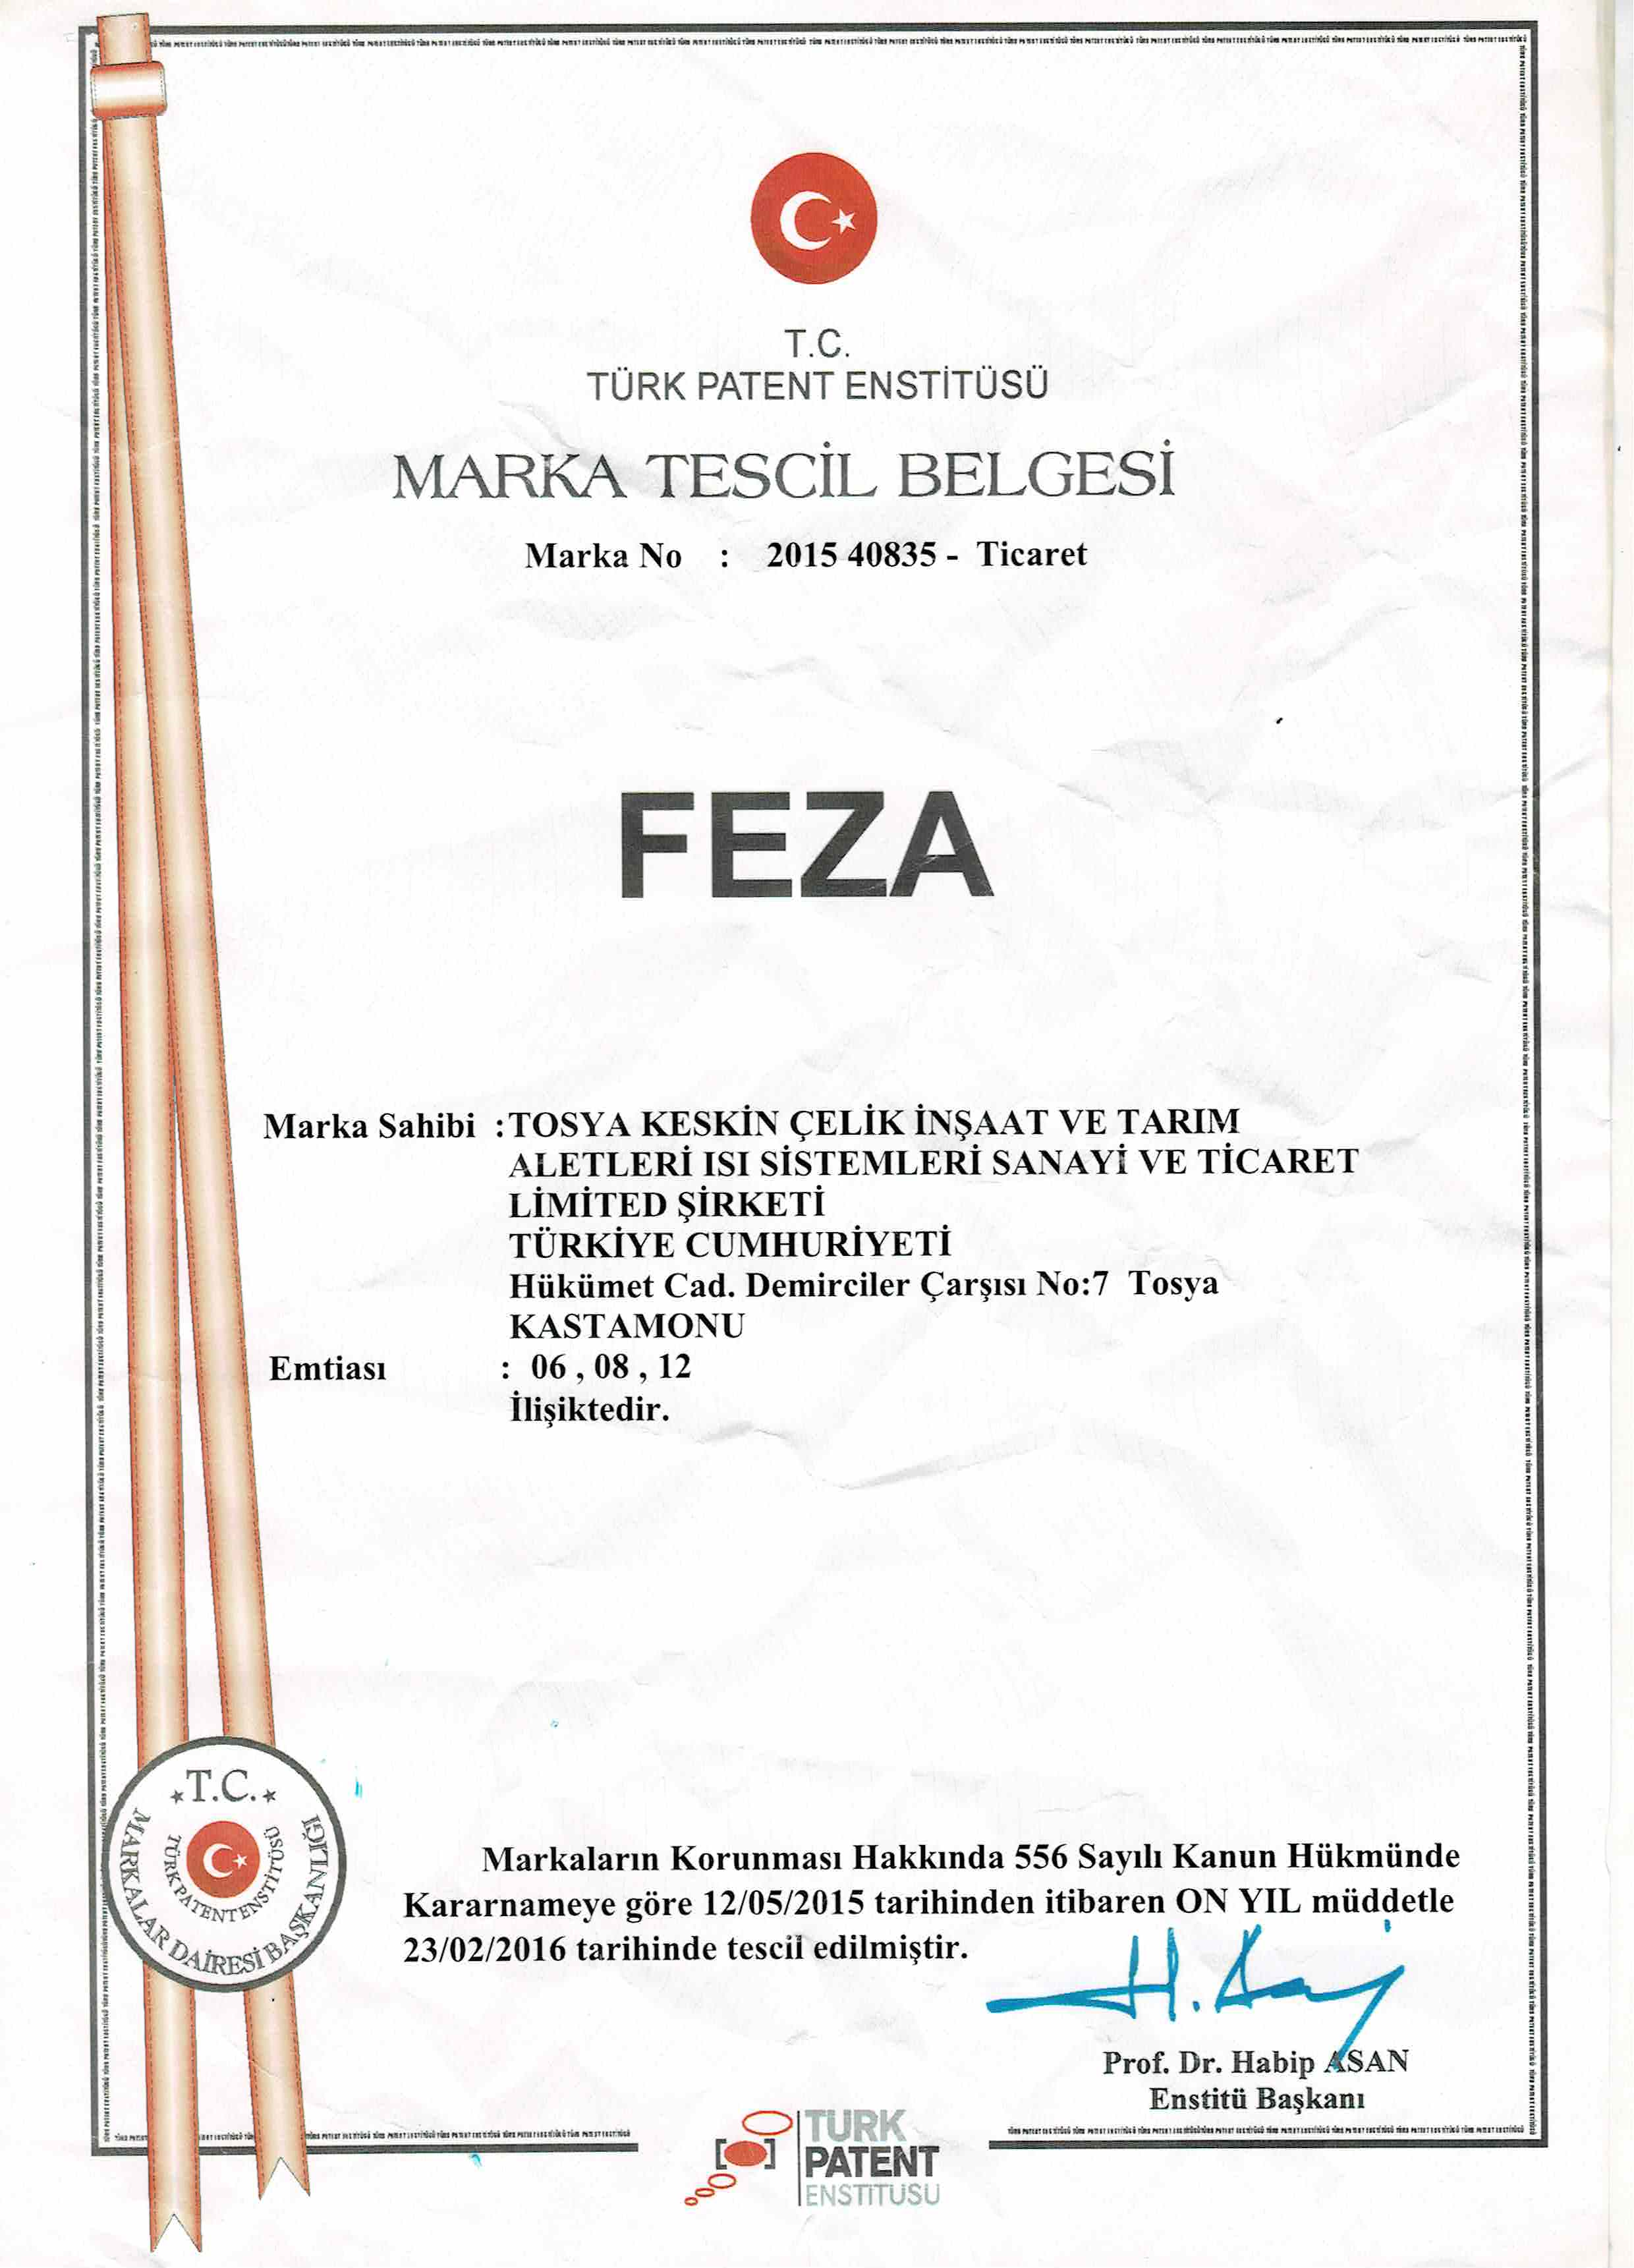 T.C.
TÜRK PATENT ENSTİTÜSÜ
MARKA TESCİL BELGESİ
Marka No : 2015 40835 - Ticaret
FEZA
Marka Sahibi :TOSYA KESKİN ÇELİK İNŞAAT VE TARIM
ALETLERİ ISI SİSTEMLERİ SANAYİ VE TİCARET
LİMİTED ŞİRKETİ
TÜRKİYE CUMHURİYETİ
Hükümet Cad. Demirciler Çarşısı No:7 Tosya
KASTAMONU
Emtiası : 06 , 08 , 12
İlişiktedir.
T.C.
TÜRK PATENT ENSTİTÜSÜ
MARKALAR DAİRESİ BAŞKANLIĞI
Markaların Korunması Hakkında 556 Sayılı Kanun Hükmünde
Kararnameye göre 12/05/2015 tarihinden itibaren ON YIL müddetle
23/02/2016 tarihinde tescil edilmiştir.
Prof. Dr. Habip ASAN
Enstitü Başkanı
TURK
PATENT
ENSTITUSU